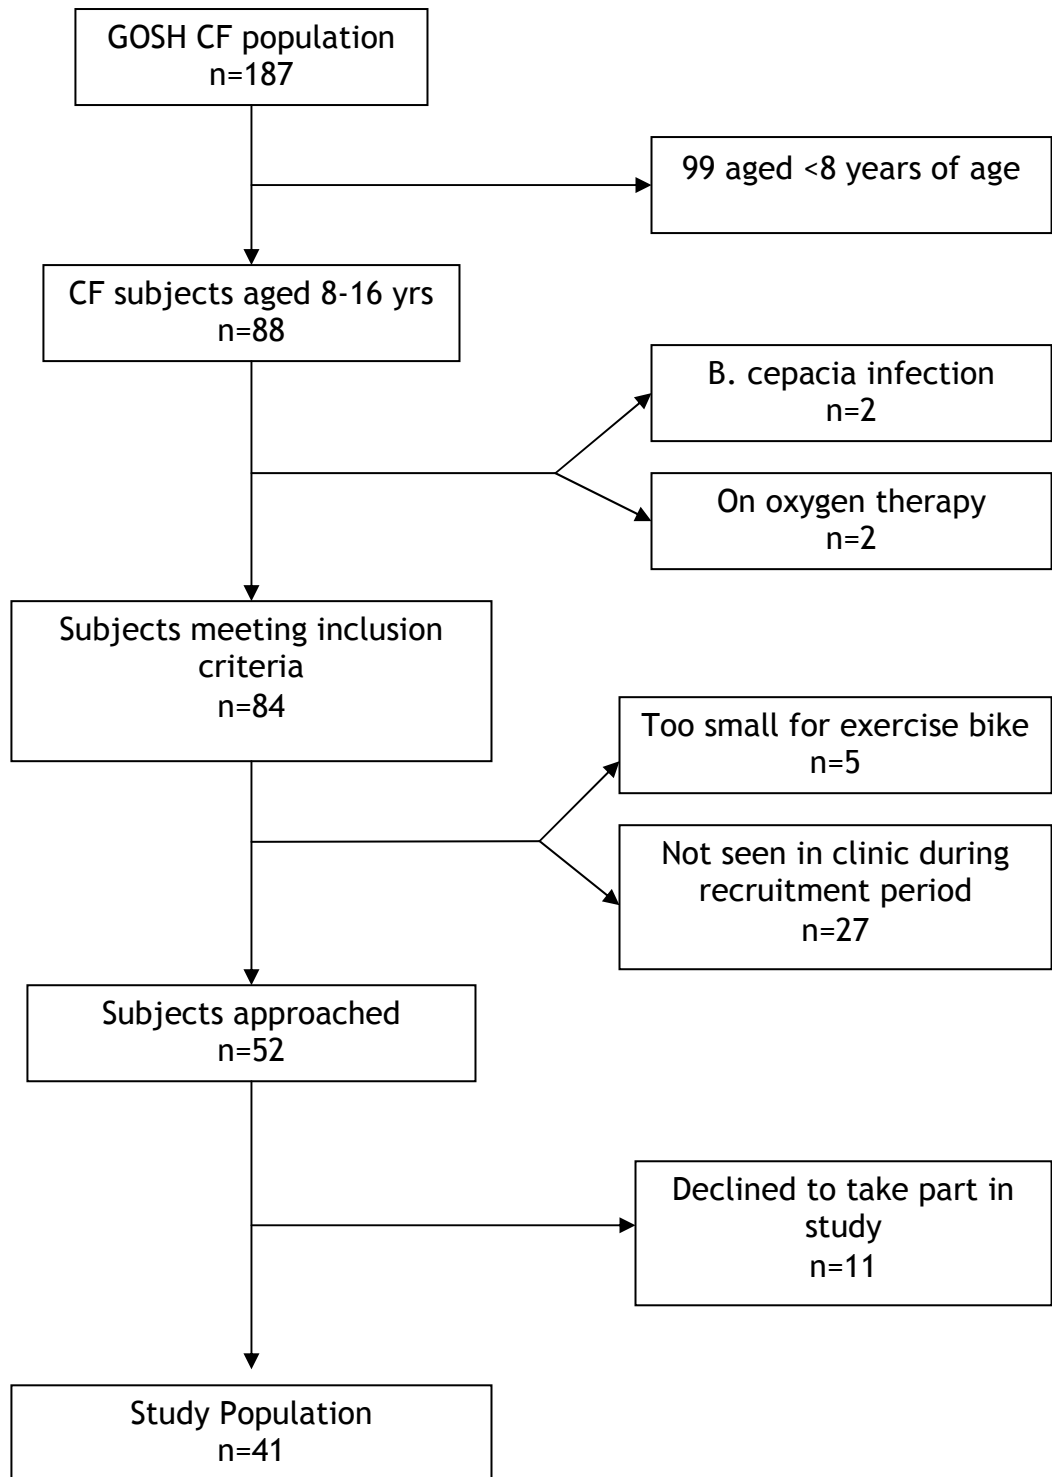 GOSH CF population
n=187
99 aged <8 years of age
CF subjects aged 8-16 yrs
n=88
B. cepacia infection
n=2
On oxygen therapy
n=2
Subjects meeting inclusion
criteria
n=84
Too small for exercise bike
n=5
Not seen in clinic during
recruitment period
n=27
Subjects approached
n=52
Declined to take part in
study
n=11
Study Population
n=41